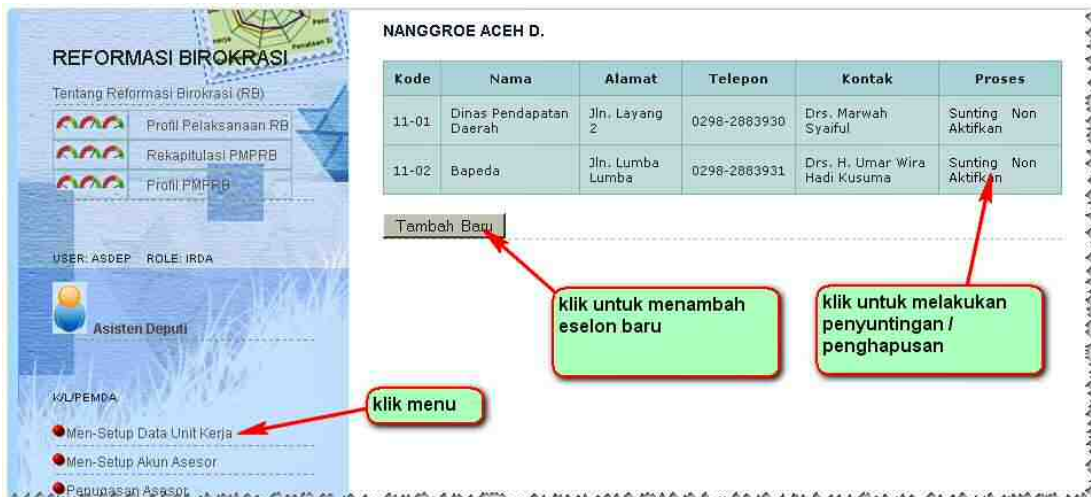 REFORMASI BIROKRASI
Tentang Reformasi Birokrasi (RB)
Profil Pelaksanaan RB
Rekapitulasi PMPRB
Profil PMPRB
USER: ASDEP ROLE: IRDA
Asisten Deputi
K/L/PEMDA
Men-Setup Data Unit Kerja
Men-Setup Akun Asesor
Penugasan Asesor
NANGGROE ACEH D.
Kode Nama Alamat Telepon Kontak Proses
11-01 Dinas Pendapatan Daerah Jln. Layang 2 0298-2883930 Drs. Marwah Syaiful Sunting Non Aktifkan
11-02 Bapeda Jln. Lumba Lumba 0298-2883931 Drs. H. Umar Wira Hadi Kusuma Sunting Non Aktifkan
Tambah Baru
klik untuk menambah
eselon baru
klik untuk melakukan
penyuntingan /
penghapusan
klik menu